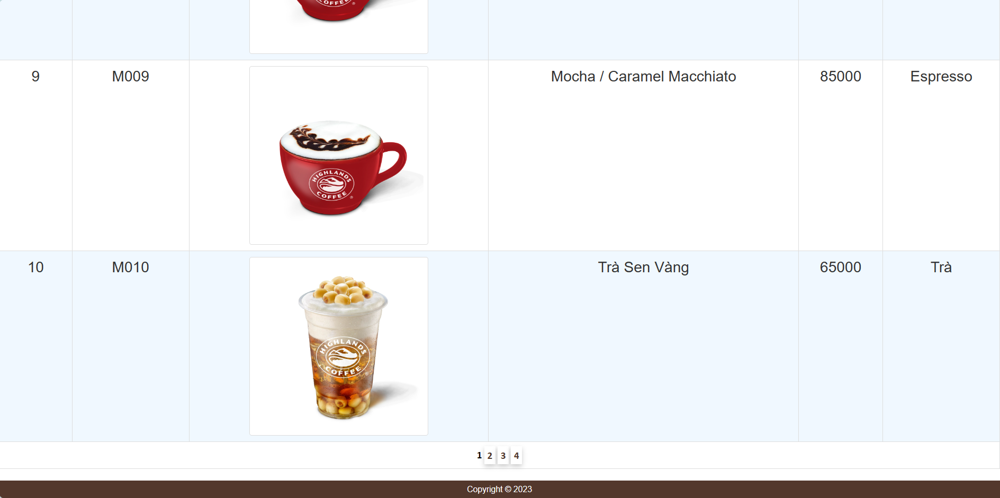 COFFEE
9 M009 Mocha / Caramel Macchiato 85000 Espresso
HIGHLANDS
COFFEE
®
10 M010 Trà Sen Vàng 65000 Trà
HIGHLANDS
COFFEE
®
1 2 3 4
Copyright © 2023